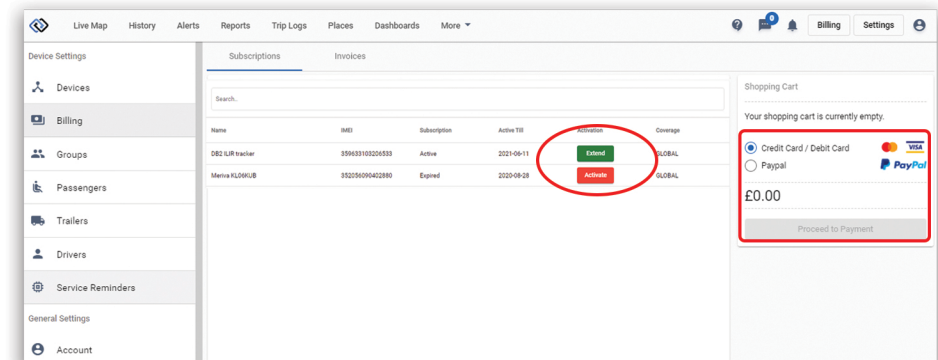 Live Map History Alerts Reports Trip Logs Places Dashboards More Billing Settings
Device Settings
Devices
Billing
Groups
Passengers
Trailers
Drivers
Service Reminders
General Settings
Account
Subscriptions Invoices
Search..
Name IMEI Subscription Active Till Activation Coverage
DB2 ILIR tracker 359633103206533 Active 2021-06-11 Extend GLOBAL
Meriva KL06KUB 352056090402880 Expired 2020-08-28 Activate GLOBAL
Shopping Cart
Your shopping cart is currently empty.
Credit Card / Debit Card VISA
Paypal PayPal
£0.00
Proceed to Payment